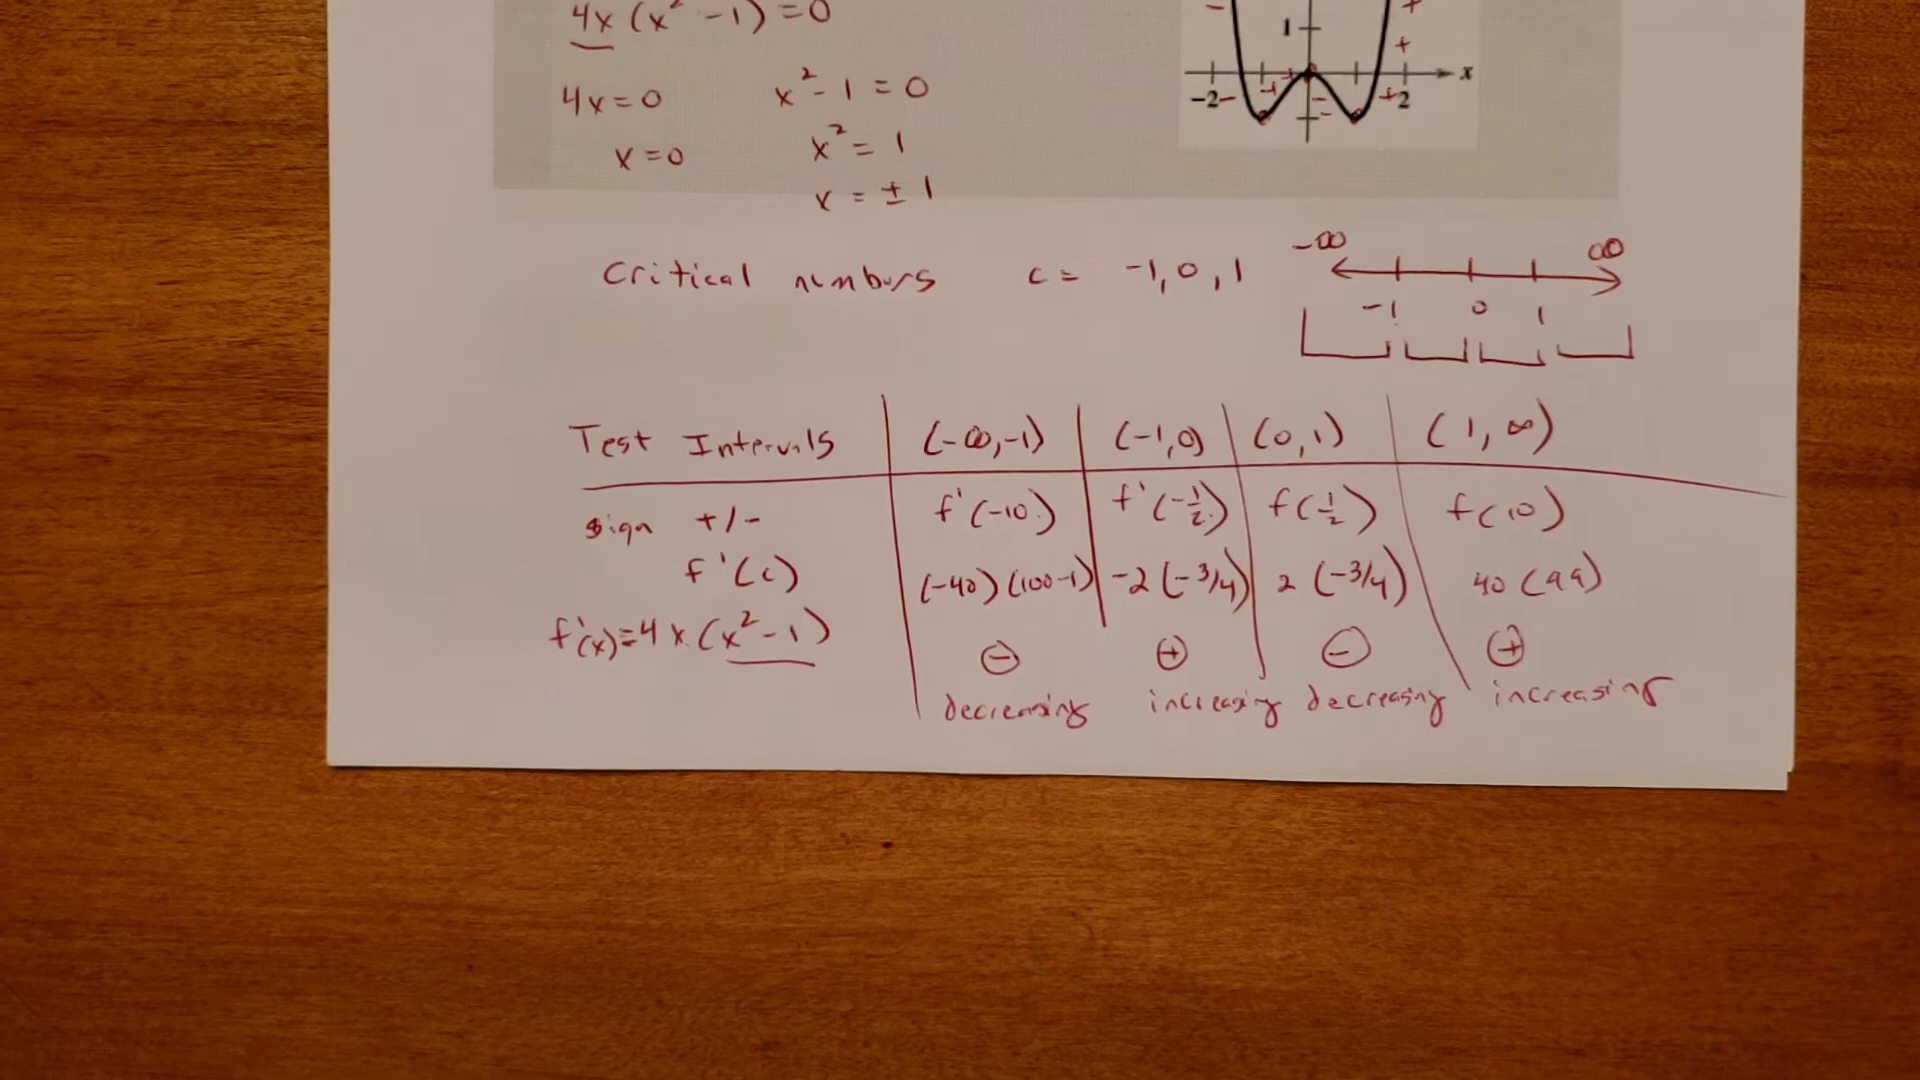 4x (x² - 1) = 0
1
x
-2
2
4x = 0
x² - 1 = 0
x = 0
x² = 1
x = ± 1
Critical numbers c = -1, 0, 1
-∞ ∞
-1 0 1
Test Intervals (-∞, -1) (-1, 0) (0, 1) (1, ∞)
sign +/- f'(-10) f'(-1/2) f(1/2) f(10)
f'(c) (-40)(100-1) -2(-3/4) 2(-3/4) 40(99)
f'(x) = 4x (x² - 1) - + - +
decreasing increasing decreasing increasing